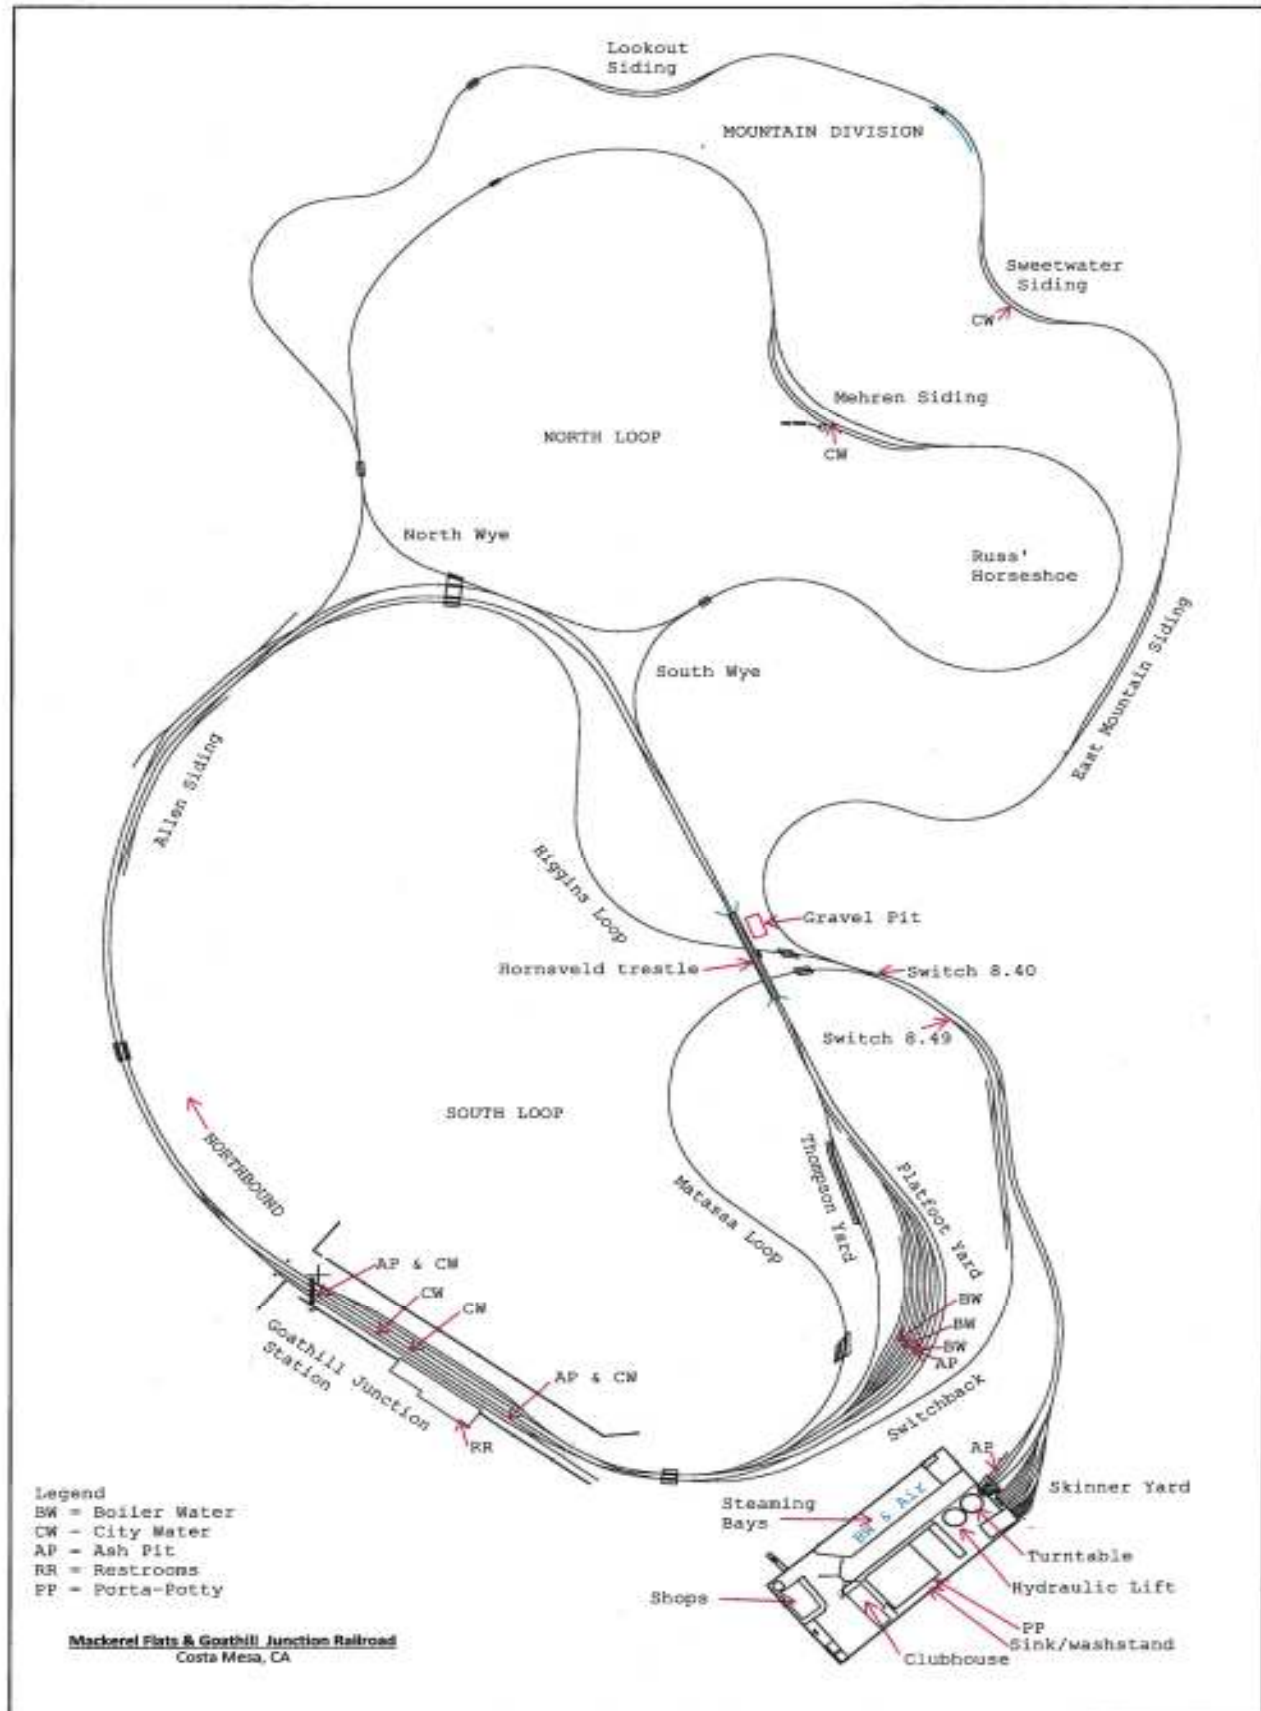 Lookout
Siding
MOUNTAIN DIVISION
Sweetwater
Siding
CW
Mehren Siding
NORTH LOOP
CW
North Wye
Russ'
Horseshoe
South Wye
East Mountain Siding
Allen Siding
Higgins Loop
Gravel Pit
Hornsveld trestle
Switch 8.40
Switch 8.49
SOUTH LOOP
NORTHBOUND
Thompson Yard
Flatfoot Yard
Matasaa Loop
AP & CW
CW
CW
BW
BW
BW
AP
Goathill Junction
Station
AP & CW
RR
Switchback
AP
Skinner Yard
Steaming
Bays
BW & Air
Turntable
Hydraulic Lift
Shops
PP
Sink/washstand
Clubhouse
Legend
BW = Boiler Water
CW - City Water
AP = Ash Pit
RR = Restrooms
PP = Porta-Potty
Mackerel Flats & Goathill Junction Railroad
Costa Mesa, CA